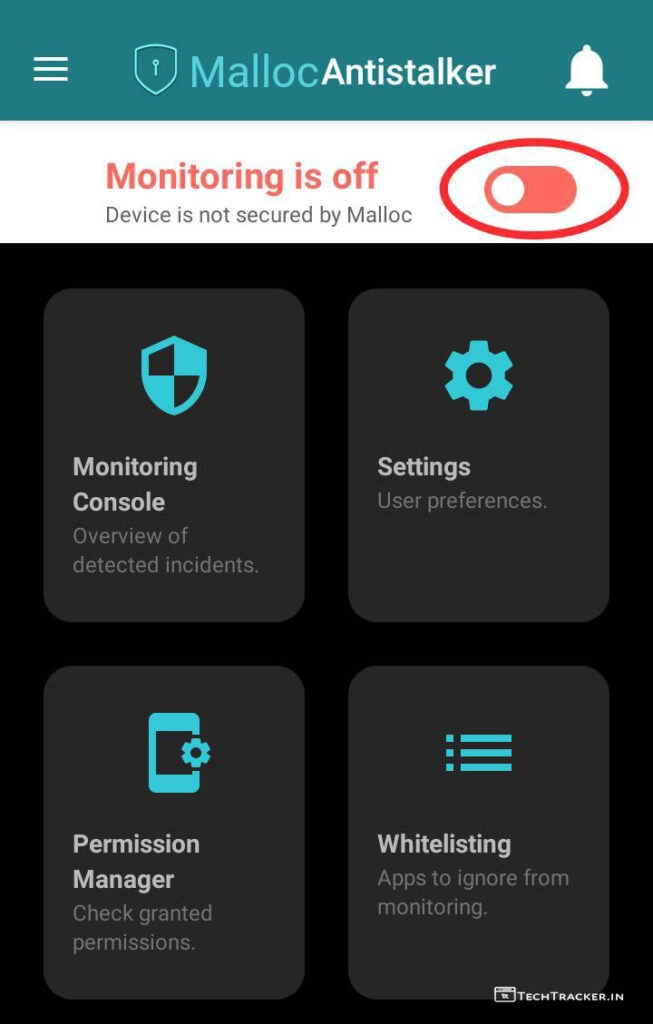 MallocAntistalker
Monitoring is off
Device is not secured by Malloc
Monitoring
Console
Overview of
detected incidents.
Settings
User preferences.
Permission
Manager
Check granted
permissions.
Whitelisting
Apps to ignore from
monitoring.
TECHTRACKER.IN